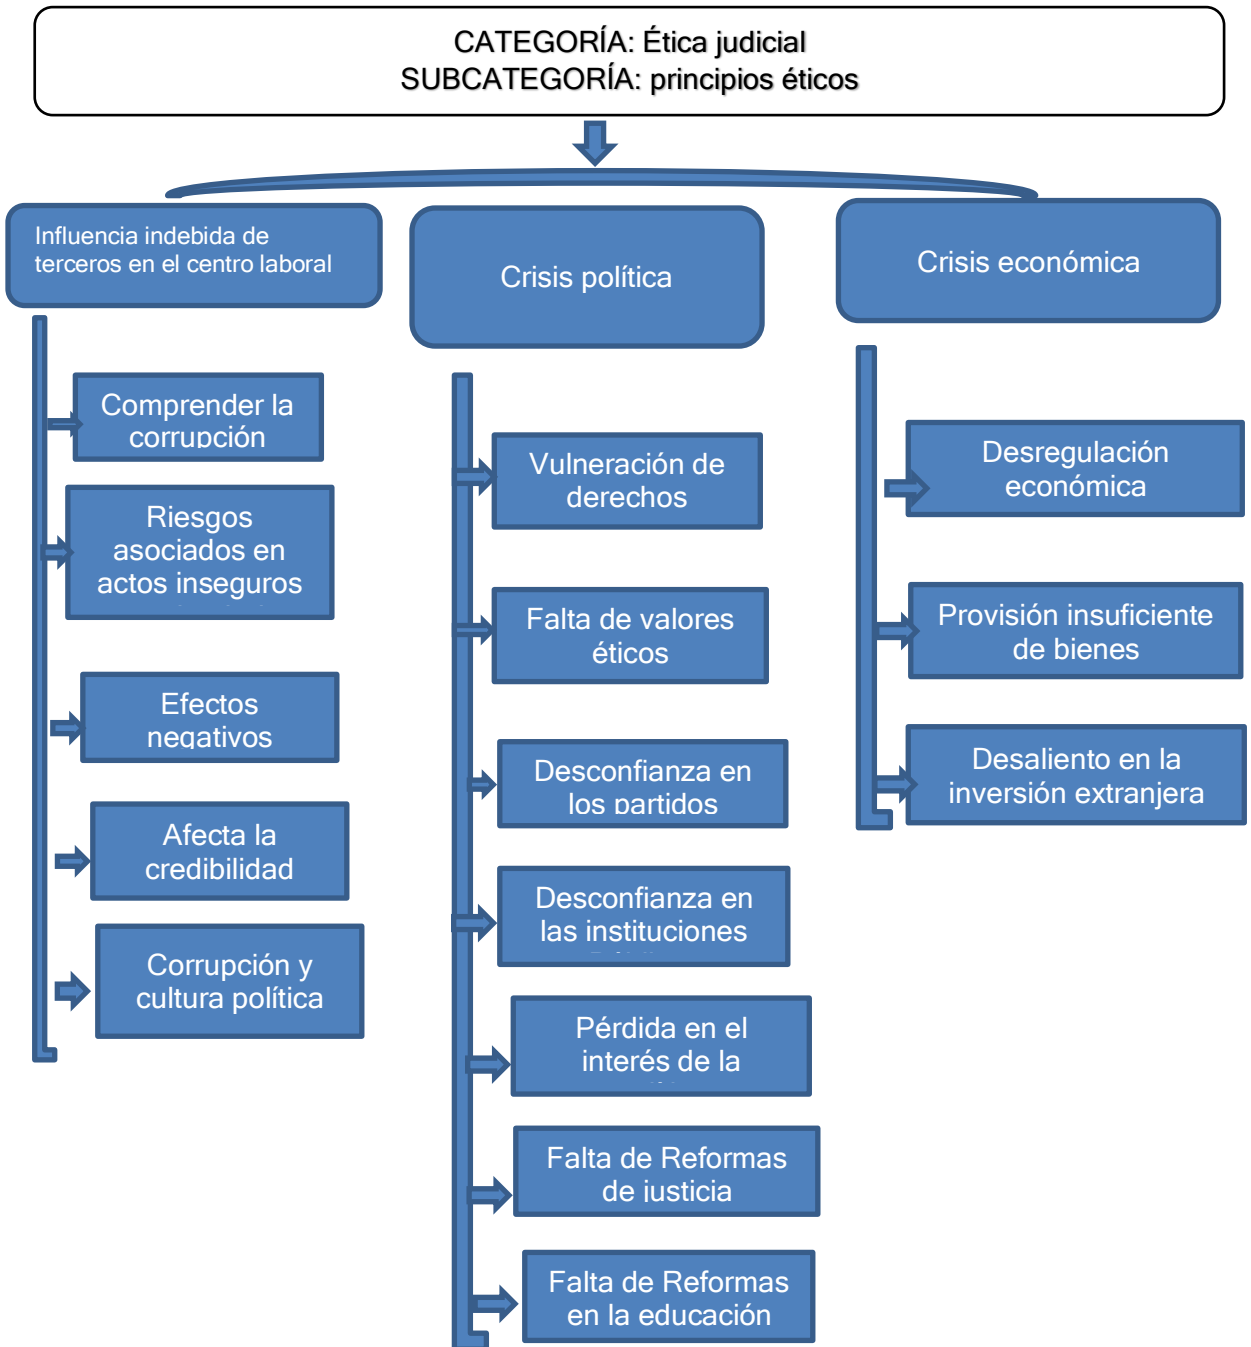 CATEGORÍA: Ética judicial
SUBCATEGORÍA: principios éticos
Influencia indebida de
terceros en el centro laboral
Comprender la
corrupción
Riesgos
asociados en
actos inseguros
Efectos
negativos
Afecta la
credibilidad
Corrupción y
cultura política
Crisis política
Vulneración de
derechos
Falta de valores
éticos
Desconfianza en
los partidos
Desconfianza en
las instituciones
Pérdida en el
interés de la
Falta de Reformas
de justicia
Falta de Reformas
en la educación
Crisis económica
Desregulación
económica
Provisión insuficiente
de bienes
Desaliento en la
inversión extranjera